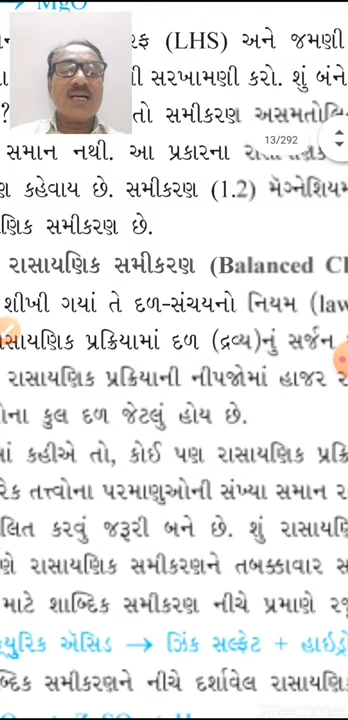 → MgO
(LHS) અને જમણી
સરખામણી કરો. શું બંને
? તો સમીકરણ અસમતોલિ
સમાન નથી. આ પ્રકારના
13/292
કહેવાય છે. સમીકરણ (1.2) મૅગ્નેશિયમ
ણિક સમીકરણ છે.
રાસાયણિક સમીકરણ (Balanced Ch
શીખી ગયાં તે દળ-સંચયનો નિયમ (law
રાસાયણિક પ્રક્રિયામાં દળ (દ્રવ્ય)નું સર્જન
રાસાયણિક પ્રક્રિયાની નીપજોમાં હાજર
ોના કુલ દળ જેટલું હોય છે.
માં કહીએ તો, કોઈ પણ રાસાયણિક પ્રક્રિ
રેક તત્ત્વોના પરમાણુઓની સંખ્યા સમાન ર
લિત કરવું જરૂરી બને છે. શું રાસાયણિ
ણે રાસાયણિક સમીકરણને તબક્કાવાર સ
માટે શાબ્દિક સમીકરણ નીચે પ્રમાણે રજૂ
્યુરિક ઍસિડ → ઝિંક સલ્ફેટ + હાઇડ્રો
બ્દિક સમીકરણને નીચે દર્શાવેલ રાસાયણિક